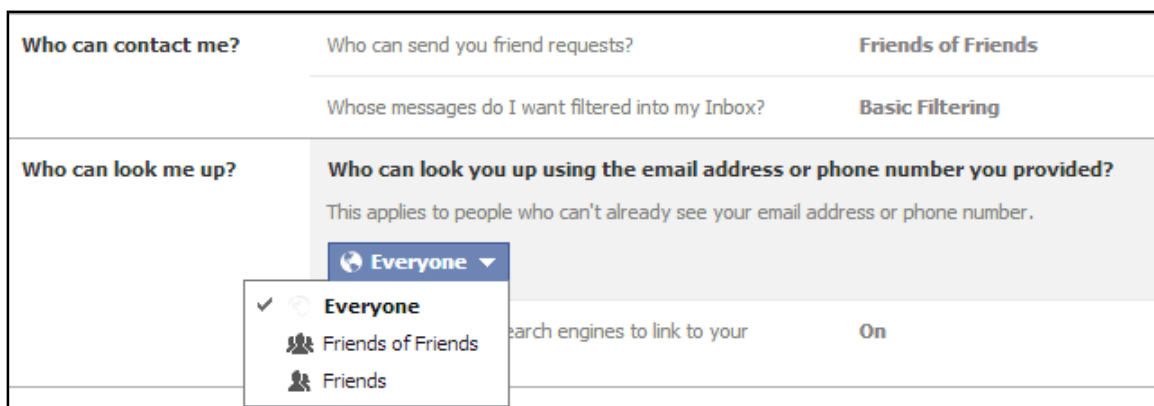 Who can contact me? Who can send you friend requests? Friends of Friends
Whose messages do I want filtered into my Inbox? Basic Filtering
Who can look me up? Who can look you up using the email address or phone number you provided?
This applies to people who can't already see your email address or phone number.
Everyone
Everyone
Friends of Friends
engines to link to your On
Friends